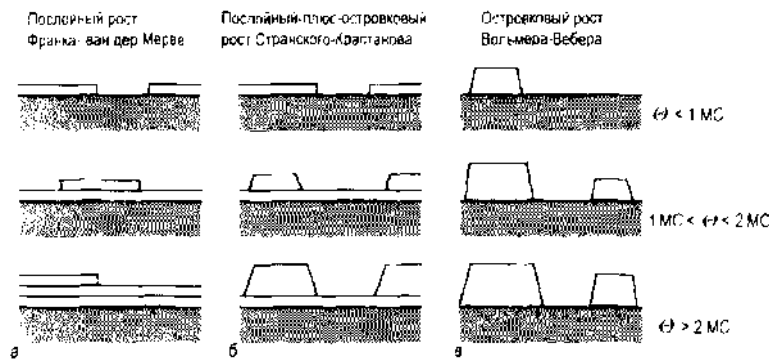 Послойный рост
Франка- ван дер Мерве
Послойный-плюс-островковый
рост Странского-Крастанова
Островковый рост
Вольмера-Вебера
Θ < 1 МС
1 МС < Θ < 2 МС
Θ > 2 МС
а
б
в